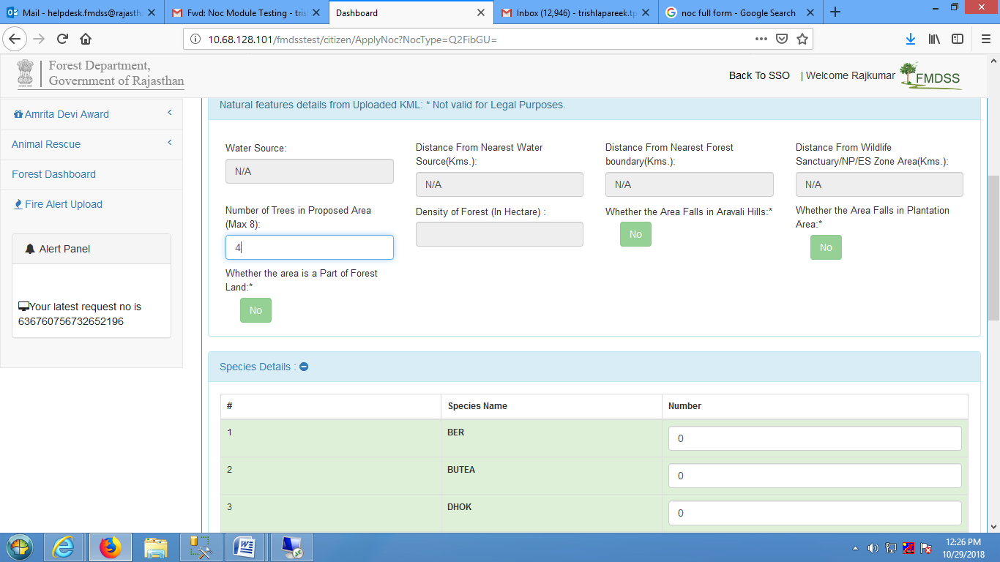 Mail - helpdesk.fmdss@rajasth
Fwd: Noc Module Testing - tris
Dashboard
Inbox (12,946) - trishlapareek.tp
noc full form - Google Search
10.68.128.101/fmdsstest/citizen/ApplyNoc?NocType=Q2FibGU=
Forest Department,
Government of Rajasthan
Back To SSO | Welcome Rajkumar
FMDSS
Amrita Devi Award
Animal Rescue
Forest Dashboard
Fire Alert Upload
Alert Panel
Your latest request no is
636760756732652196
Natural features details from Uploaded KML: * Not valid for Legal Purposes.
Water Source:
N/A
Distance From Nearest Water
Source(Kms.):
N/A
Distance From Nearest Forest
boundary(Kms.):
N/A
Distance From Wildlife
Sanctuary/NP/ES Zone Area(Kms.):
N/A
Number of Trees in Proposed Area
(Max 8):
4
Density of Forest (In Hectare) :
Whether the Area Falls in Aravali Hills:*
No
Whether the Area Falls in Plantation
Area:*
No
Whether the area is a Part of Forest
Land:*
No
Species Details :
# Species Name Number
1 BER 0
2 BUTEA 0
3 DHOK 0
12:26 PM
10/29/2018